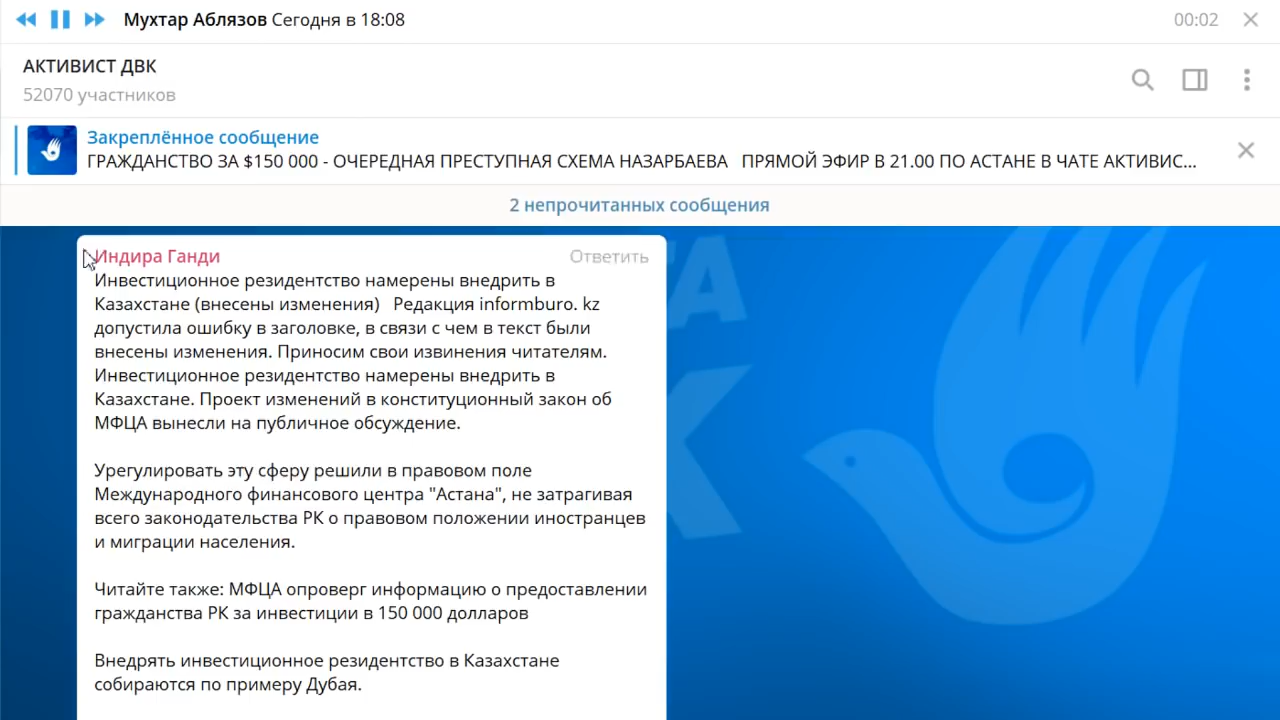 Мухтар Аблязов Сегодня в 18:08
00:02
АКТИВИСТ ДВК
52070 участников
Закреплённое сообщение
ГРАЖДАНСТВО ЗА $150 000 - ОЧЕРЕДНАЯ ПРЕСТУПНАЯ СХЕМА НАЗАРБАЕВА ПРЯМОЙ ЭФИР В 21.00 ПО АСТАНЕ В ЧАТЕ АКТИВИС...
2 непрочитанных сообщения
Индира Ганди
Ответить
Инвестиционное резидентство намерены внедрить в
Казахстане (внесены изменения) Редакция informburo. kz
допустила ошибку в заголовке, в связи с чем в текст были
внесены изменения. Приносим свои извинения читателям.
Инвестиционное резидентство намерены внедрить в
Казахстане. Проект изменений в конституционный закон об
МФЦА вынесли на публичное обсуждение.
Урегулировать эту сферу решили в правовом поле
Международного финансового центра "Астана", не затрагивая
всего законодательства РК о правовом положении иностранцев
и миграции населения.
Читайте также: МФЦА опроверг информацию о предоставлении
гражданства РК за инвестиции в 150 000 долларов
Внедрять инвестиционное резидентство в Казахстане
собираются по примеру Дубая.